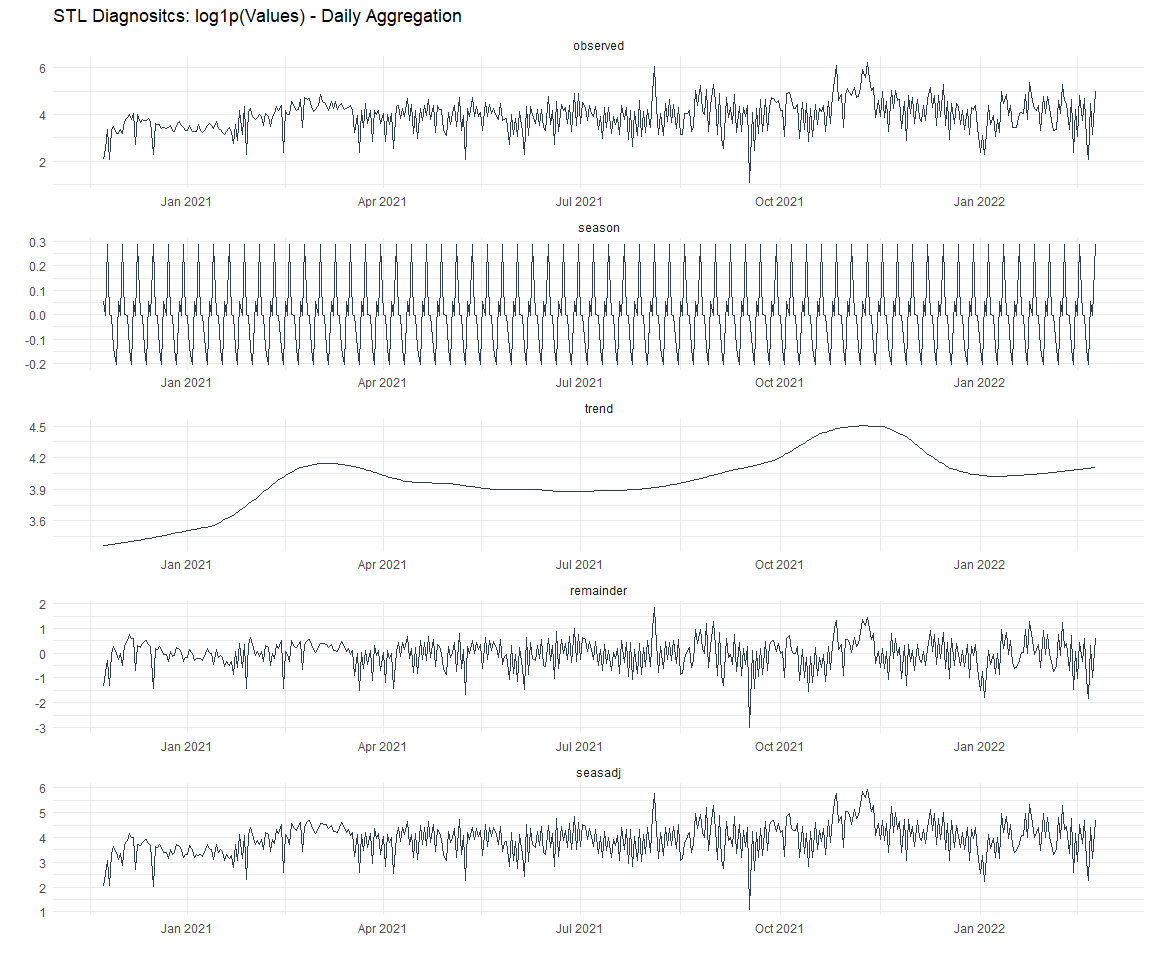 STL Diagnositcs: log1p(Values) - Daily Aggregation
observed
6
4
2
Jan 2021 Apr 2021 Jul 2021 Oct 2021 Jan 2022
season
0.3
0.2
0.1
0.0
-0.1
-0.2
Jan 2021 Apr 2021 Jul 2021 Oct 2021 Jan 2022
trend
4.5
4.2
3.9
3.6
Jan 2021 Apr 2021 Jul 2021 Oct 2021 Jan 2022
remainder
2
1
0
-1
-2
-3
Jan 2021 Apr 2021 Jul 2021 Oct 2021 Jan 2022
seasadj
6
5
4
3
2
1
Jan 2021 Apr 2021 Jul 2021 Oct 2021 Jan 2022